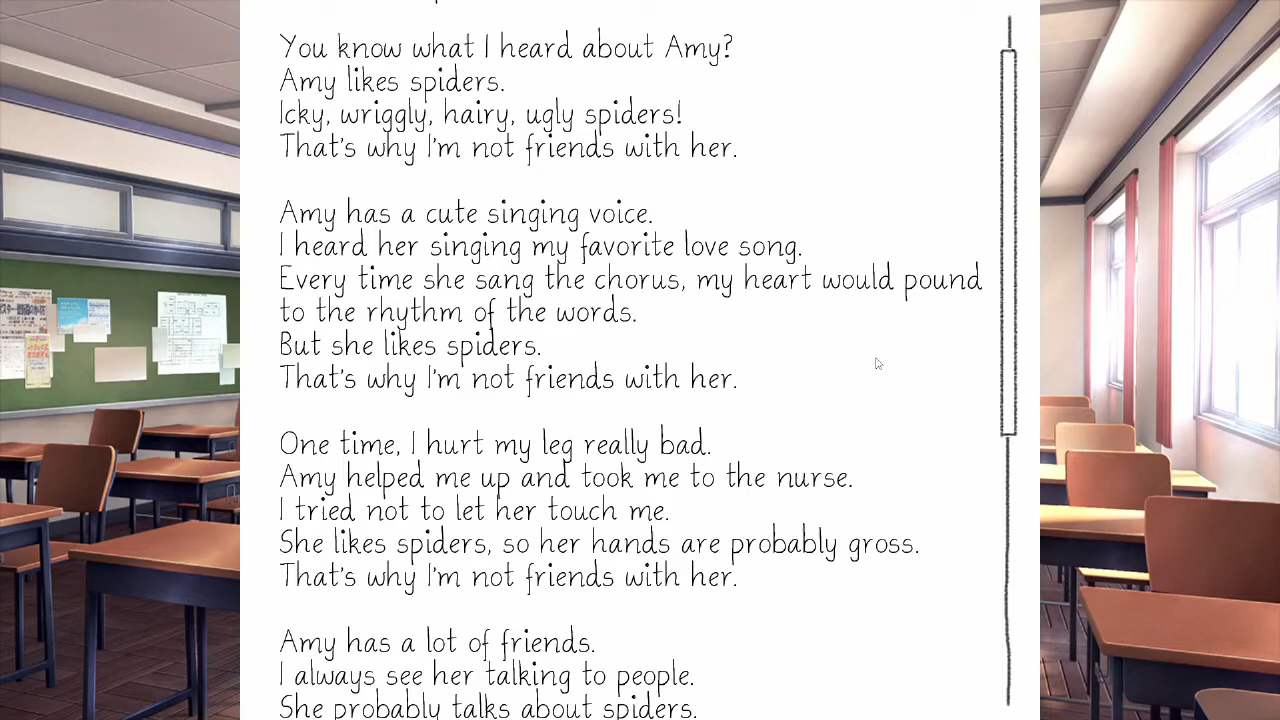 You know what I heard about Amy?
Amy likes spiders.
Icky, wriggly, hairy, ugly spiders!
That's why I'm not friends with her.
Amy has a cute singing voice.
I heard her singing my favorite love song.
Every time she sang the chorus, my heart would pound
to the rhythm of the words.
But she likes spiders.
That's why I'm not friends with her.
One time, I hurt my leg really bad.
Amy helped me up and took me to the nurse.
I tried not to let her touch me.
She likes spiders, so her hands are probably gross.
That's why I'm not friends with her.
Amy has a lot of friends.
I always see her talking to people.
She probably talks about spiders.